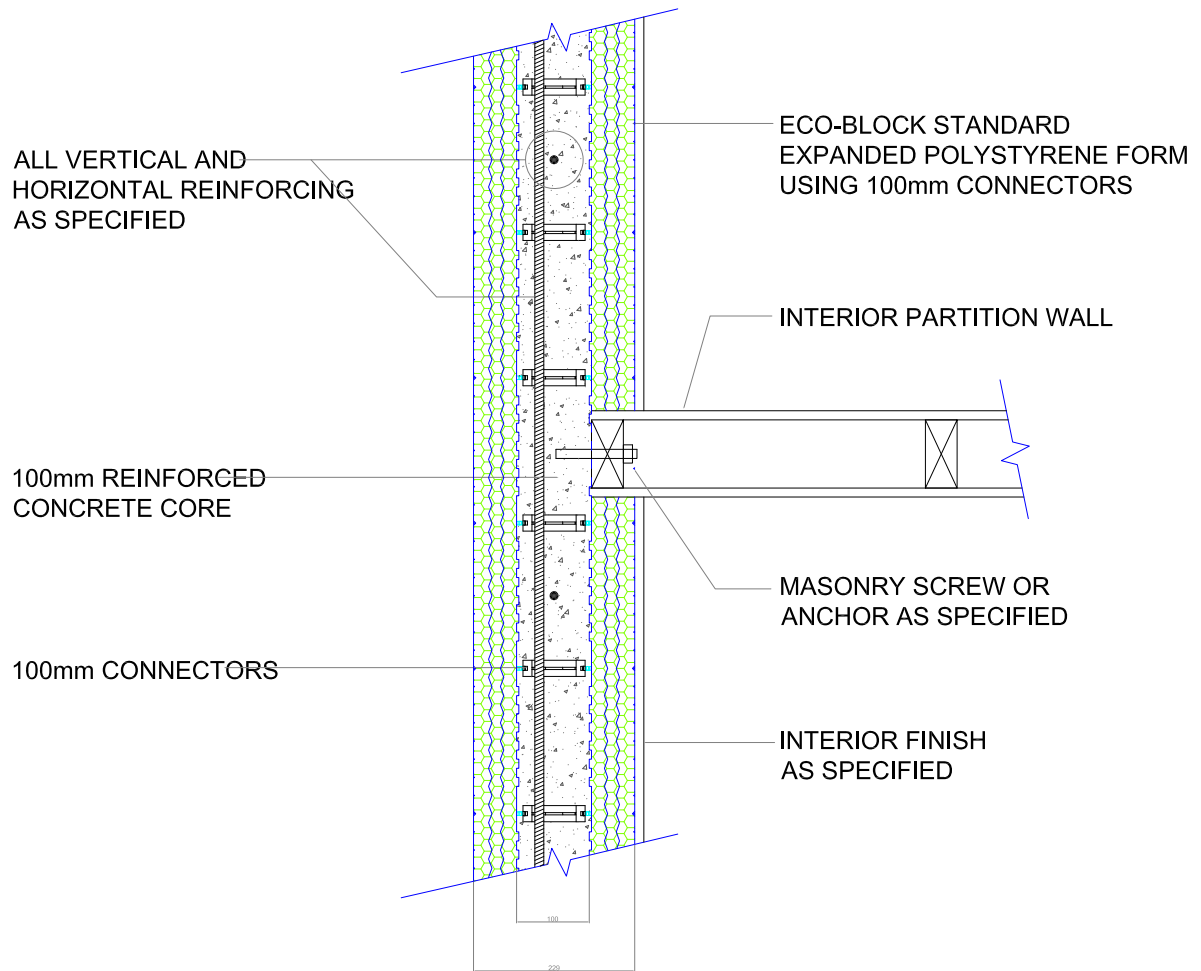 ALL VERTICAL AND
HORIZONTAL REINFORCING
AS SPECIFIED
100mm REINFORCED
CONCRETE CORE
100mm CONNECTORS
ECO-BLOCK STANDARD
EXPANDED POLYSTYRENE FORM
USING 100mm CONNECTORS
INTERIOR PARTITION WALL
MASONRY SCREW OR
ANCHOR AS SPECIFIED
INTERIOR FINISH
AS SPECIFIED
100
229